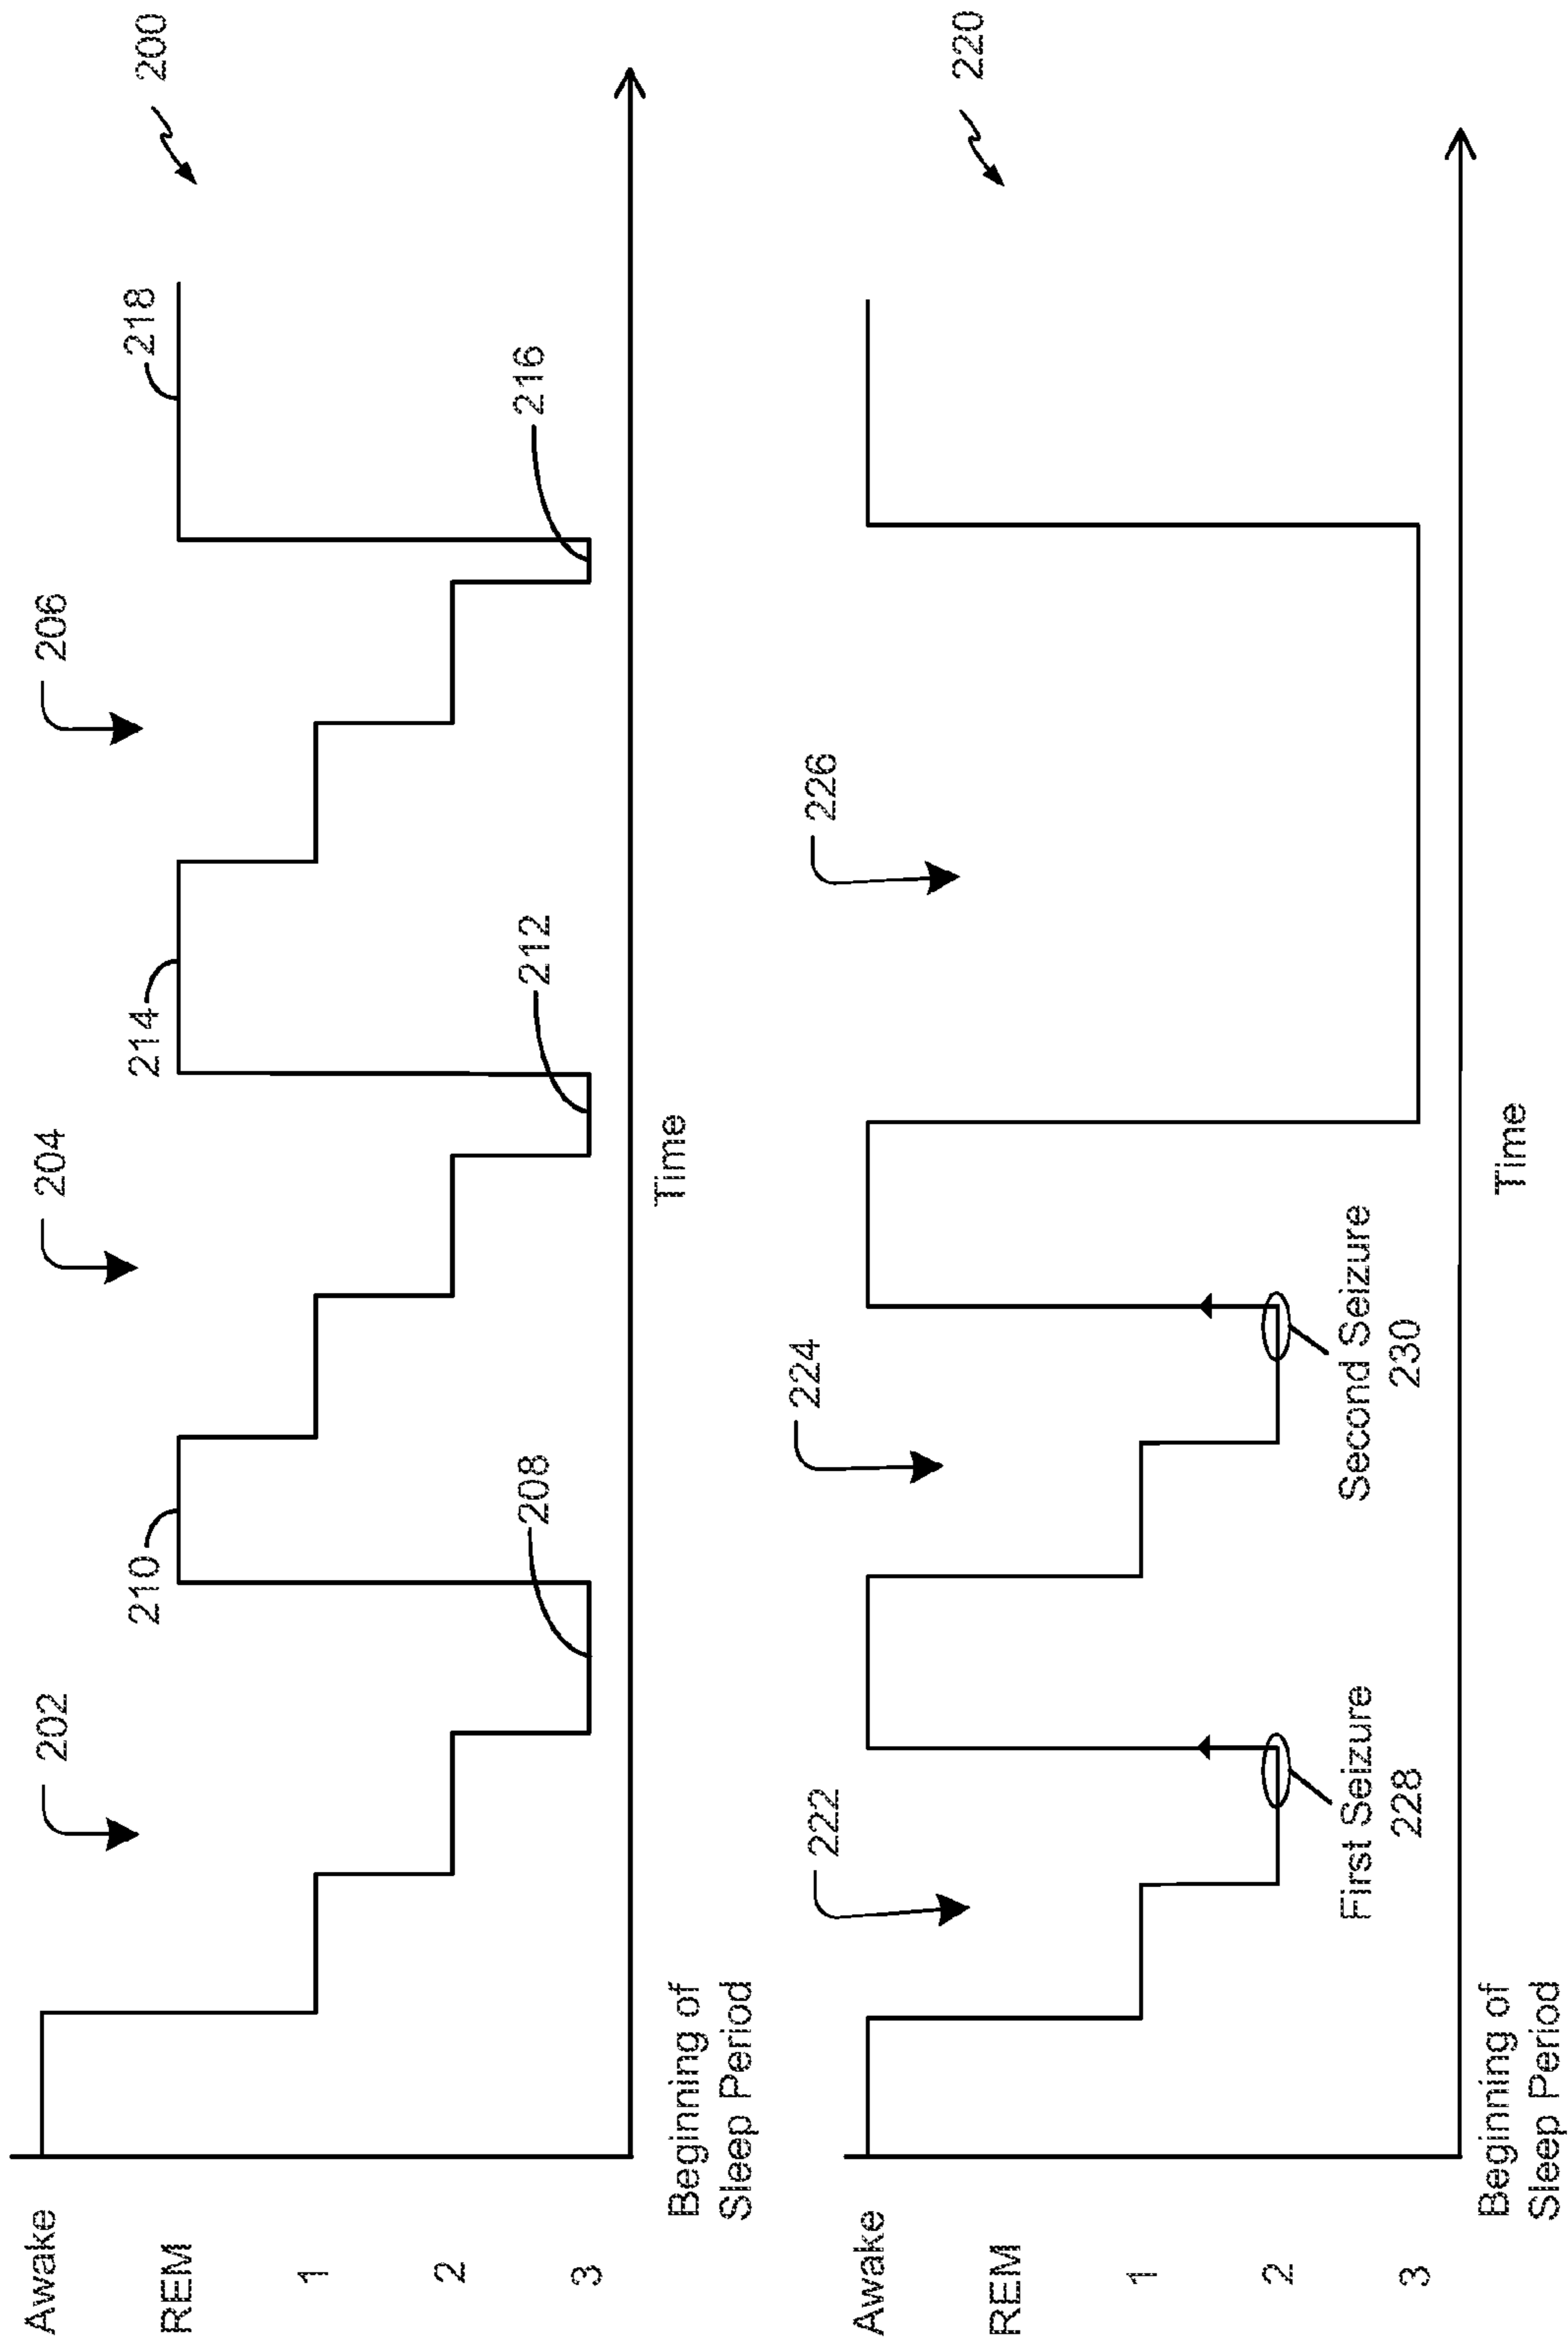 200
202
204
206
Awake
REM
1
2
3
210
214
218
208
212
216
Beginning of
Sleep Period
Time
220
222
224
226
Awake
REM
1
2
3
First Seizure
228
Second Seizure
230
Beginning of
Sleep Period
Time